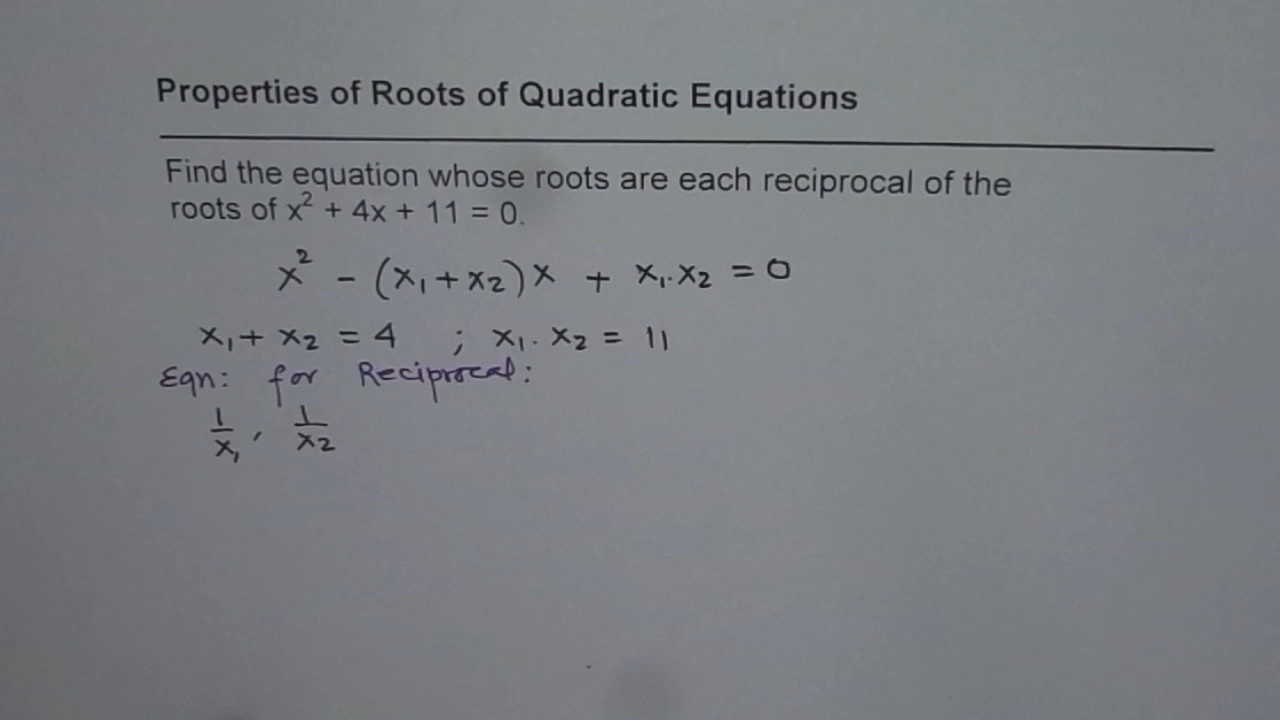 Properties of Roots of Quadratic Equations
Find the equation whose roots are each reciprocal of the
roots of x² + 4x + 11 = 0.
x² - (x₁ + x₂)x + x₁.x₂ = 0
x₁ + x₂ = 4 ; x₁. x₂ = 11
Eqn: for Reciprocal:
1/x₁, 1/x₂